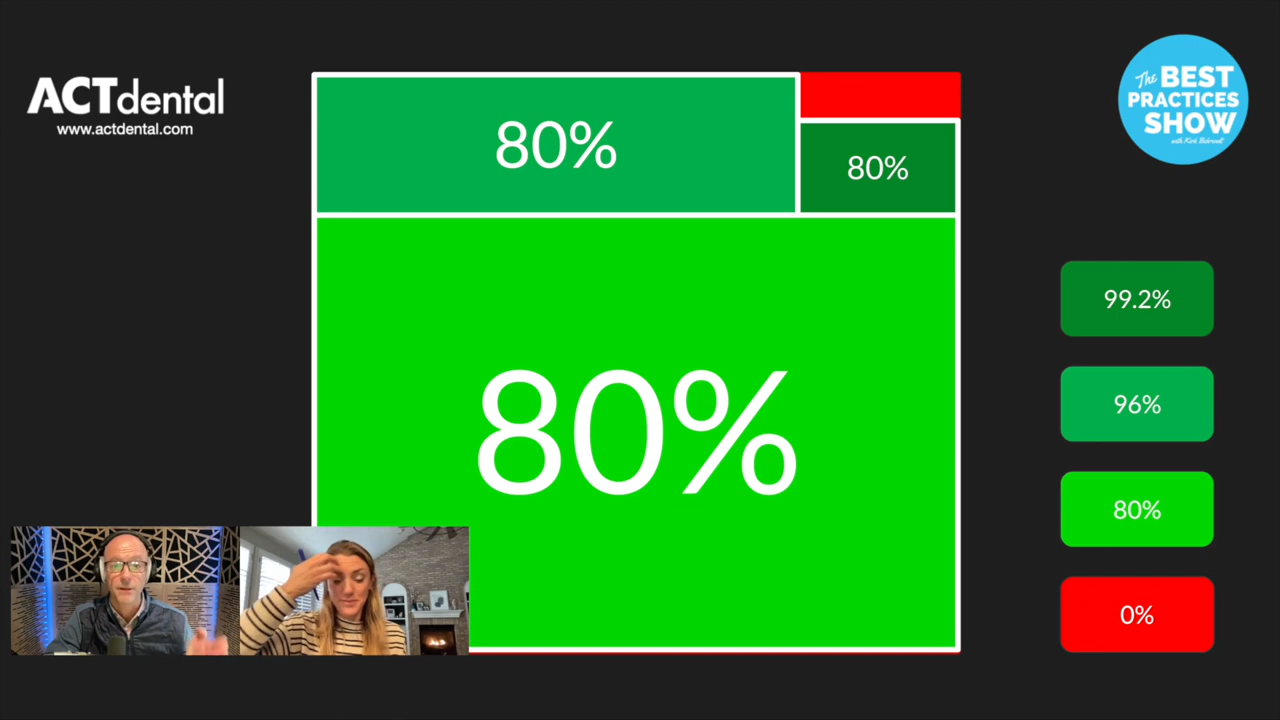 ACTdental
www.actdental.com
The BEST
PRACTICES
SHOW
80%
80%
80%
99.2%
96%
80%
0%